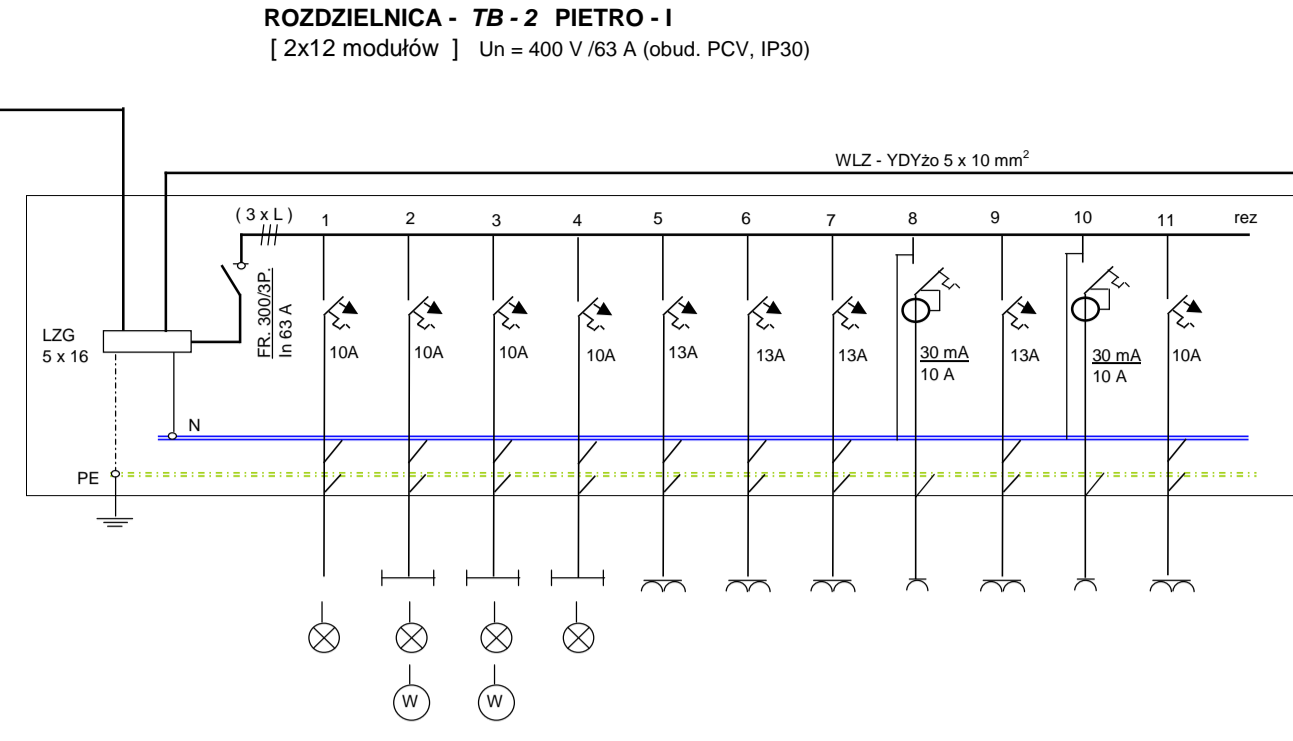 ROZDZIELNICA - TB - 2 PIETRO - I
[ 2x12 modułów ] Un = 400 V /63 A (obud. PCV, IP30)
WLZ - YDYżo 5 x 10 mm²
( 3 x L ) 1 2 3 4 5 6 7 8 9 10 11 rez
FR. 300/3P.
In 63 A
LZG
5 x 16
10A 10A 10A 10A 13A 13A 13A 30 mA 13A 30 mA 10A
10 A 10 A
N
PE
W W